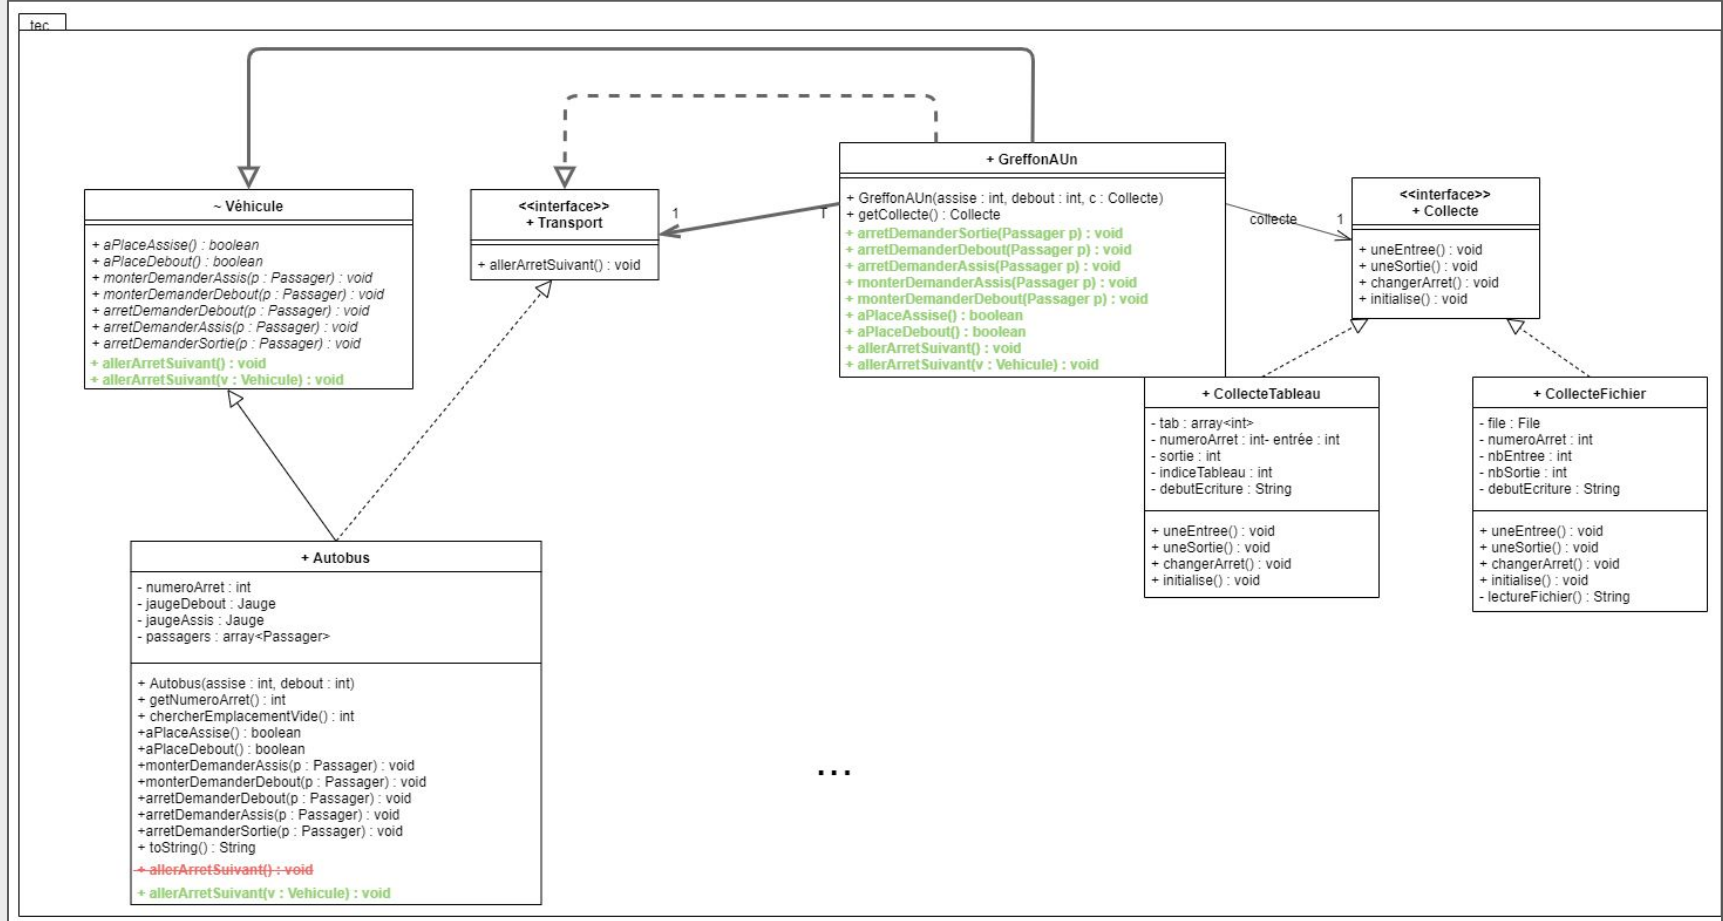 tec
~ Véhicule
+ aPlaceAssise() : boolean
+ aPlaceDebout() : boolean
+ monterDemanderAssis(p : Passager) : void
+ monterDemanderDebout(p : Passager) : void
+ arretDemanderDebout(p : Passager) : void
+ arretDemanderAssis(p : Passager) : void
+ arretDemanderSortie(p : Passager) : void
+ allerArretSuivant() : void
+ allerArretSuivant(v : Vehicule) : void
<<interface>>
+ Transport
+ allerArretSuivant() : void
1
T
+ GreffonAUn
+ GreffonAUn(assise : int, debout : int, c : Collecte)
+ getCollecte() : Collecte
+ arretDemanderSortie(Passager p) : void
+ arretDemanderDebout(Passager p) : void
+ arretDemanderAssis(Passager p) : void
+ monterDemanderAssis(Passager p) : void
+ monterDemanderDebout(Passager p) : void
+ aPlaceAssise() : boolean
+ aPlaceDebout() : boolean
+ allerArretSuivant() : void
+ allerArretSuivant(v : Vehicule) : void
collecte
1
<<interface>>
+ Collecte
+ uneEntree() : void
+ uneSortie() : void
+ changerArret() : void
+ initialise() : void
+ CollecteTableau
- tab : array<int>
- numeroArret : int- entrée : int
- sortie : int
- indiceTableau : int
- debutEcriture : String
+ uneEntree() : void
+ uneSortie() : void
+ changerArret() : void
+ initialise() : void
+ CollecteFichier
- file : File
- numeroArret : int
- nbEntree : int
- nbSortie : int
- debutEcriture : String
+ uneEntree() : void
+ uneSortie() : void
+ changerArret() : void
+ initialise() : void
- lectureFichier() : String
+ Autobus
- numeroArret : int
- jaugeDebout : Jauge
- jaugeAssis : Jauge
- passagers : array<Passager>
+ Autobus(assise : int, debout : int)
+ getNumeroArret() : int
+ chercherEmplacementVide() : int
+aPlaceAssise() : boolean
+aPlaceDebout() : boolean
+monterDemanderAssis(p : Passager) : void
+monterDemanderDebout(p : Passager) : void
+arretDemanderDebout(p : Passager) : void
+arretDemanderAssis(p : Passager) : void
+arretDemanderSortie(p : Passager) : void
+ toString() : String
+ allerArretSuivant() : void
+ allerArretSuivant(v : Vehicule) : void
...